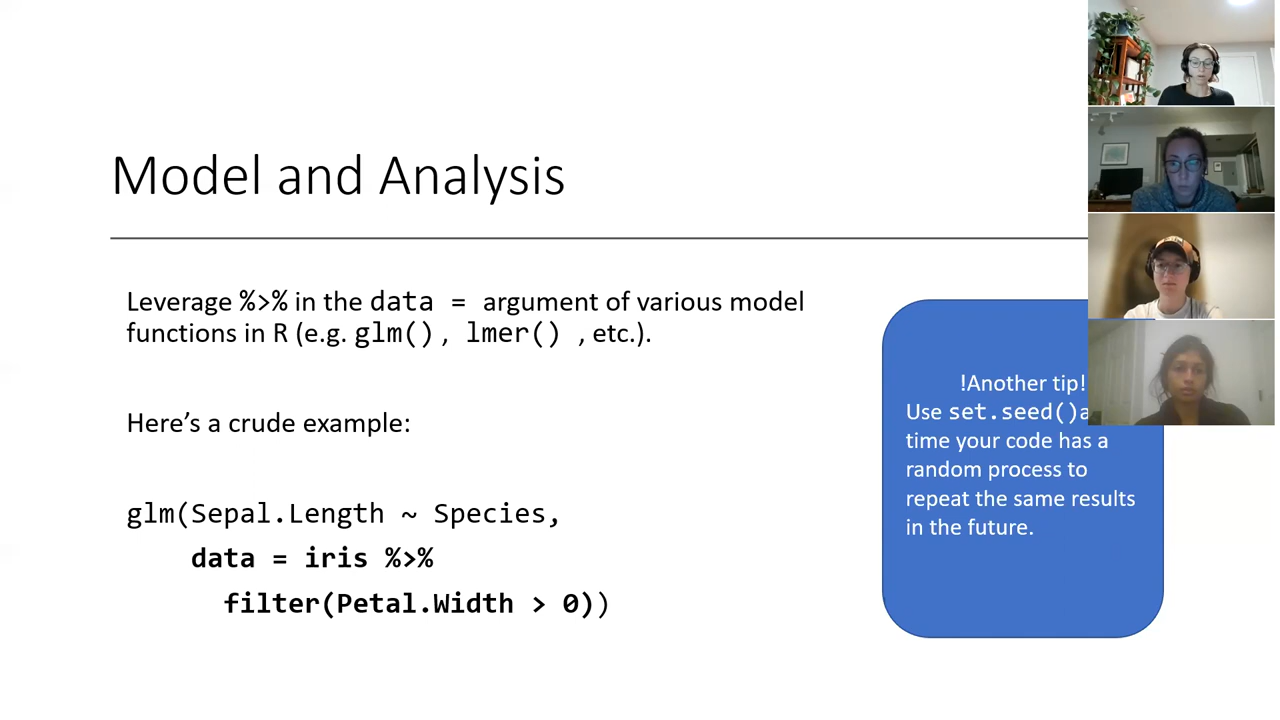 Model and Analysis
Leverage %>% in the data = argument of various model
functions in R (e.g. glm(), lmer() , etc.).
Here's a crude example:
glm(Sepal.Length ~ Species,
data = iris %>%
filter(Petal.Width > 0))
!Another tip!
Use set.seed()
time your code has a
random process to
repeat the same results
in the future.